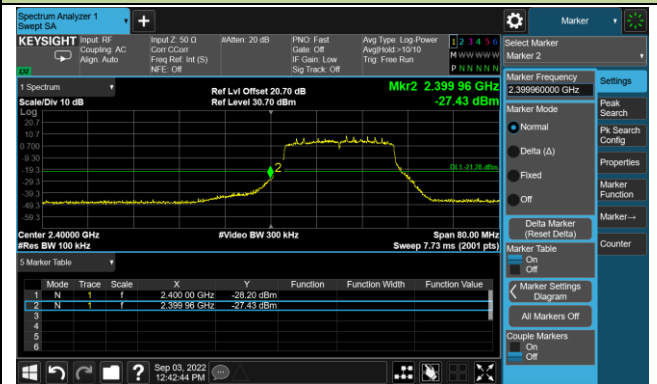 Spectrum Analyzer 1
Swept SA
+
Marker
KEYSIGHT
Input: RF
Coupling: AC
Align: Auto
Input Z: 50 Ω
Corr CCorr
Freq Ref: Int (S)
NFE: Off
#Atten: 20 dB
PNO: Fast
Gate: Off
IF Gain: Low
Sig Track: Off
Avg Type: Log-Power
Avg|Hold:>10/10
Trig: Free Run
1 2 3 4 5 6
M W W W W W
P N N N N N
Select Marker
Marker 2
1 Spectrum
Scale/Div 10 dB
Log
Ref Lvl Offset 20.70 dB
Ref Level 30.70 dBm
Mkr2 2.399 96 GHz
-27.43 dBm
20.7
10.7
0.700
-9.30
-19.3
-29.3
-39.3
-49.3
-59.3
2
DL1 -21.28 dBm
Center 2.40000 GHz
#Res BW 100 kHz
#Video BW 300 kHz
Span 80.00 MHz
Sweep 7.73 ms (2001 pts)
5 Marker Table
Mode Trace Scale X Y Function Function Width Function Value
1 N 1 f 2.400 00 GHz -28.20 dBm
2 N 1 f 2.399 96 GHz -27.43 dBm
3
4
5
6
Marker Frequency
2.399960000 GHz
Marker Mode
Normal
Delta (Δ)
Fixed
Off
Delta Marker
(Reset Delta)
Marker Table
On
Off
Marker Settings
Diagram
All Markers Off
Couple Markers
On
Off
Settings
Peak
Search
Pk Search
Config
Properties
Marker
Function
Marker→
Counter
?
Sep 03, 2022
12:42:44 PM